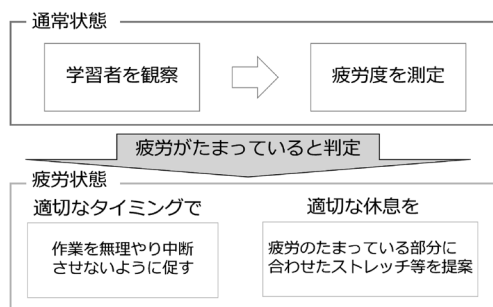 通常状態
学習者を観察
疲労度を測定
疲労がたまっていると判定
疲労状態
適切なタイミングで
作業を無理やり中断
させないように促す
適切な休息を
疲労のたまっている部分に
合わせたストレッチ等を提案